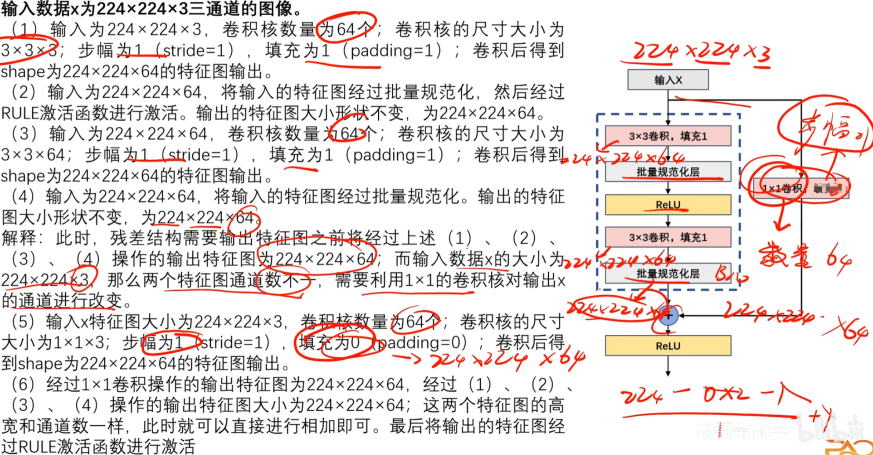 输入数据x为224×224×3三通道的图像。
（1）输入为224×224×3，卷积核数量为64个；卷积核的尺寸大小为
3×3×3；步幅为1（stride=1），填充为1（padding=1）；卷积后得到
shape为224×224×64的特征图输出。
（2）输入为224×224×64，将输入的特征图经过批量规范化，然后经过
RULE激活函数进行激活。输出的特征图大小形状不变，为224×224×64。
（3）输入为224×224×64，卷积核数量为64个；卷积核的尺寸大小为
3×3×64；步幅为1（stride=1），填充为1（padding=1）；卷积后得到
shape为224×224×64的特征图输出。
（4）输入为224×224×64，将输入的特征图经过批量规范化。输出的特征
图大小形状不变，为224×224×64。
解释：此时，残差结构需要输出特征图之前将经过上述（1）、（2）、
（3）、（4）操作的输出特征图为224×224×64；而输入数据x的大小为
224×224×3，那么两个特征图通道数不一，需要利用1×1的卷积核对输出x
的通道进行改变。
（5）输入x特征图大小为224×224×3，卷积核数量为64个；卷积核的尺寸
大小为1×1×3；步幅为1（stride=1），填充为0（padding=0）；卷积后得
到shape为224×224×64的特征图输出。
→224×224×64
（6）经过1×1卷积操作的输出特征图为224×224×64，经过（1）、（2）、
（3）、（4）操作的输出特征图大小为224×224×64；这两个特征图的高
宽和通道数一样，此时就可以直接进行相加即可。最后将输出的特征图经
过RULE激活函数进行激活
224×224×3
输入X
3×3卷积，填充1
224×224×64
批量规范化层
ReLU
3×3卷积，填充1
224×224×64
批量规范化层
224×224×64
+
ReLU
步幅
1×1卷积
数量 64
224×224
×64
224-0×2-1
+1